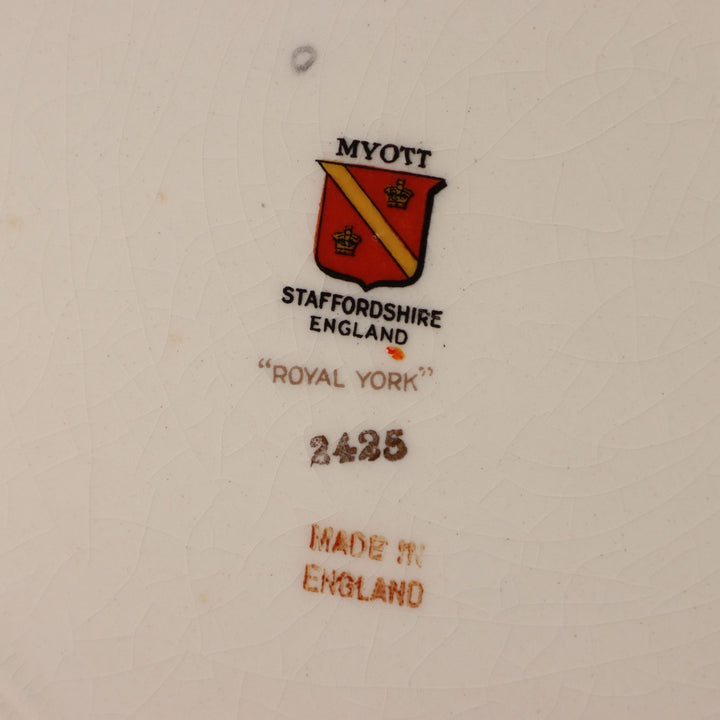 MYOTT
STAFFORDSHIRE
ENGLAND
“ROYAL YORK”
2425
MADE IN
ENGLAND